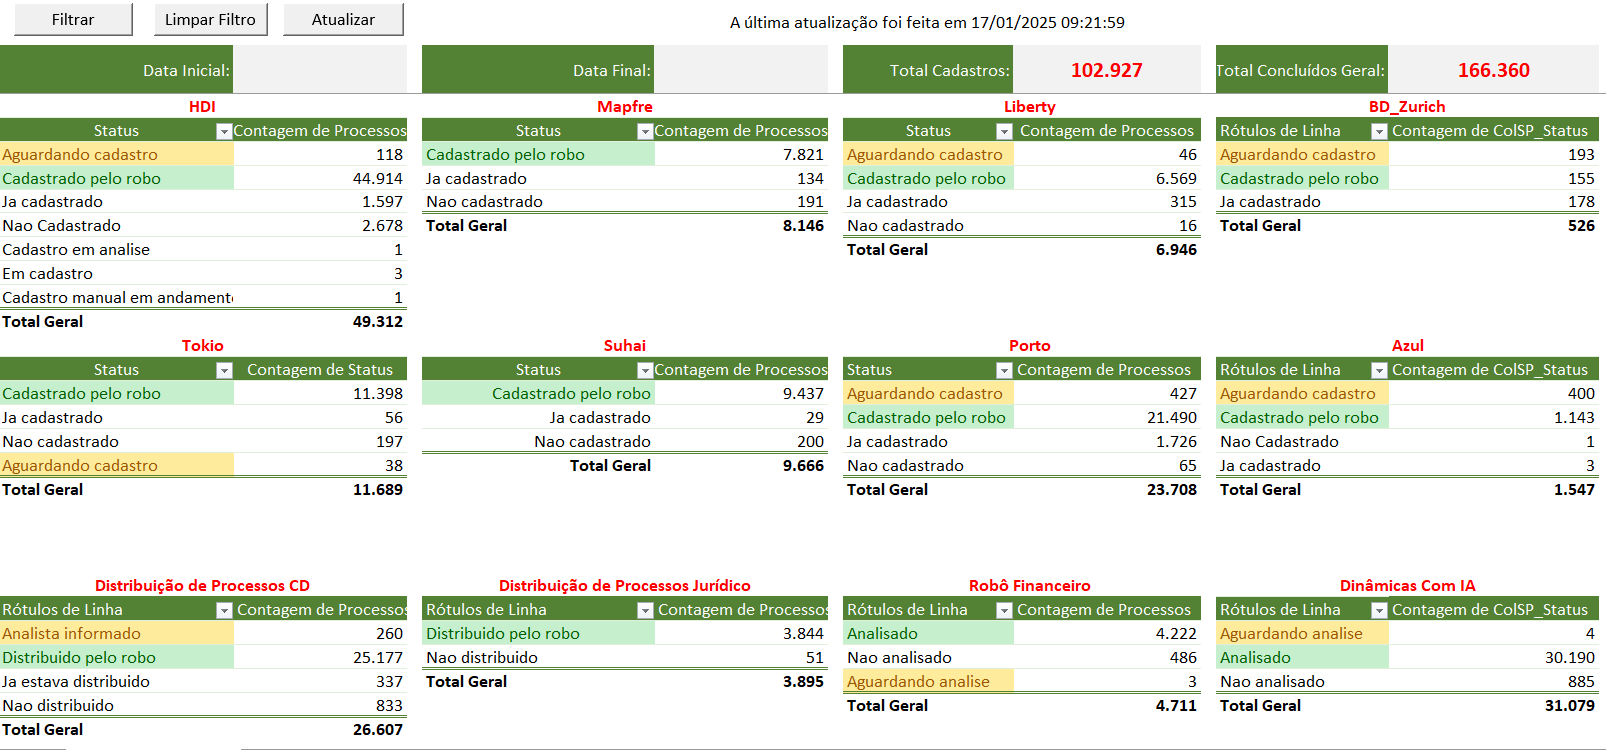 Filtrar Limpar Filtro Atualizar A última atualização foi feita em 17/01/2025 09:21:59
Data Inicial: Data Final: Total Cadastros: 102.927 Total Concluídos Geral: 166.360
HDI
Status Contagem de Processos
Aguardando cadastro 118
Cadastrado pelo robo 44.914
Ja cadastrado 1.597
Nao Cadastrado 2.678
Cadastro em analise 1
Em cadastro 3
Cadastro manual em andament 1
Total Geral 49.312
Mapfre
Status Contagem de Processos
Cadastrado pelo robo 7.821
Ja cadastrado 134
Nao cadastrado 191
Total Geral 8.146
Liberty
Status Contagem de Processos
Aguardando cadastro 46
Cadastrado pelo robo 6.569
Ja cadastrado 315
Nao cadastrado 16
Total Geral 6.946
BD_Zurich
Rótulos de Linha Contagem de ColSP_Status
Aguardando cadastro 193
Cadastrado pelo robo 155
Ja cadastrado 178
Total Geral 526
Tokio
Status Contagem de Status
Cadastrado pelo robo 11.398
Ja cadastrado 56
Nao cadastrado 197
Aguardando cadastro 38
Total Geral 11.689
Suhai
Status Contagem de Processos
Cadastrado pelo robo 9.437
Ja cadastrado 29
Nao cadastrado 200
Total Geral 9.666
Porto
Status Contagem de Processos
Aguardando cadastro 427
Cadastrado pelo robo 21.490
Ja cadastrado 1.726
Nao cadastrado 65
Total Geral 23.708
Azul
Rótulos de Linha Contagem de ColSP_Status
Aguardando cadastro 400
Cadastrado pelo robo 1.143
Nao Cadastrado 1
Ja cadastrado 3
Total Geral 1.547
Distribuição de Processos CD
Rótulos de Linha Contagem de Processos
Analista informado 260
Distribuido pelo robo 25.177
Ja estava distribuido 337
Nao distribuido 833
Total Geral 26.607
Distribuição de Processos Jurídico
Rótulos de Linha Contagem de Processos
Distribuido pelo robo 3.844
Nao distribuido 51
Total Geral 3.895
Robô Financeiro
Rótulos de Linha Contagem de Processos
Analisado 4.222
Nao analisado 486
Aguardando analise 3
Total Geral 4.711
Dinâmicas Com IA
Rótulos de Linha Contagem de ColSP_Status
Aguardando analise 4
Analisado 30.190
Nao analisado 885
Total Geral 31.079